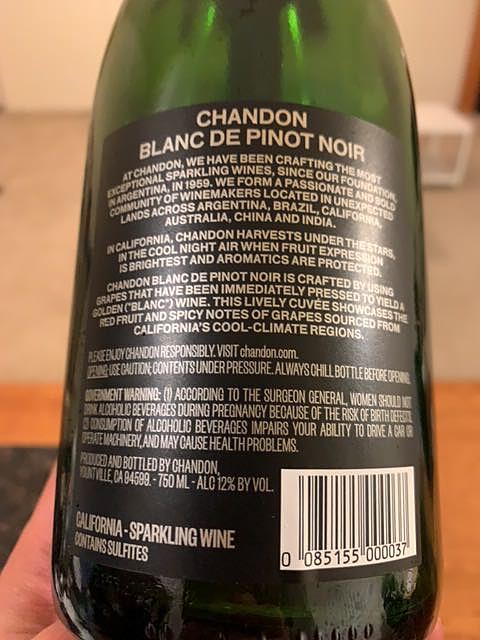 CHANDON
BLANC DE PINOT NOIR
AT CHANDON, WE HAVE BEEN CRAFTING THE MOST
EXCEPTIONAL SPARKLING WINES, SINCE OUR FOUNDATION,
IN ARGENTINA, IN 1959. WE FORM A PASSIONATE AND BOLD
COMMUNITY OF WINEMAKERS LOCATED IN UNEXPECTED
LANDS ACROSS ARGENTINA, BRAZIL, CALIFORNIA,
AUSTRALIA, CHINA AND INDIA.
IN CALIFORNIA, CHANDON HARVESTS UNDER THE STARS,
IN THE COOL NIGHT AIR WHEN FRUIT EXPRESSION
IS BRIGHTEST AND AROMATICS ARE PROTECTED.
CHANDON BLANC DE PINOT NOIR IS CRAFTED BY USING
GRAPES THAT HAVE BEEN IMMEDIATELY PRESSED TO YIELD A
GOLDEN ("BLANC") WINE. THIS LIVELY CUVÉE SHOWCASES THE
RED FRUIT AND SPICY NOTES OF GRAPES SOURCED FROM
CALIFORNIA'S COOL-CLIMATE REGIONS.
PLEASE ENJOY CHANDON RESPONSIBLY. VISIT chandon.com.
OPENING: USE CAUTION; CONTENTS UNDER PRESSURE. ALWAYS CHILL BOTTLE BEFORE OPENING.
GOVERNMENT WARNING: (1) ACCORDING TO THE SURGEON GENERAL, WOMEN SHOULD NOT
DRINK ALCOHOLIC BEVERAGES DURING PREGNANCY BECAUSE OF THE RISK OF BIRTH DEFECTS.
(2) CONSUMPTION OF ALCOHOLIC BEVERAGES IMPAIRS YOUR ABILITY TO DRIVE A CAR OR
OPERATE MACHINERY, AND MAY CAUSE HEALTH PROBLEMS.
PRODUCED AND BOTTLED BY CHANDON,
YOUNTVILLE, CA 94599. - 750 ML - ALC 12% BY VOL.
CALIFORNIA - SPARKLING WINE
CONTAINS SULFITES
0 085155 000037